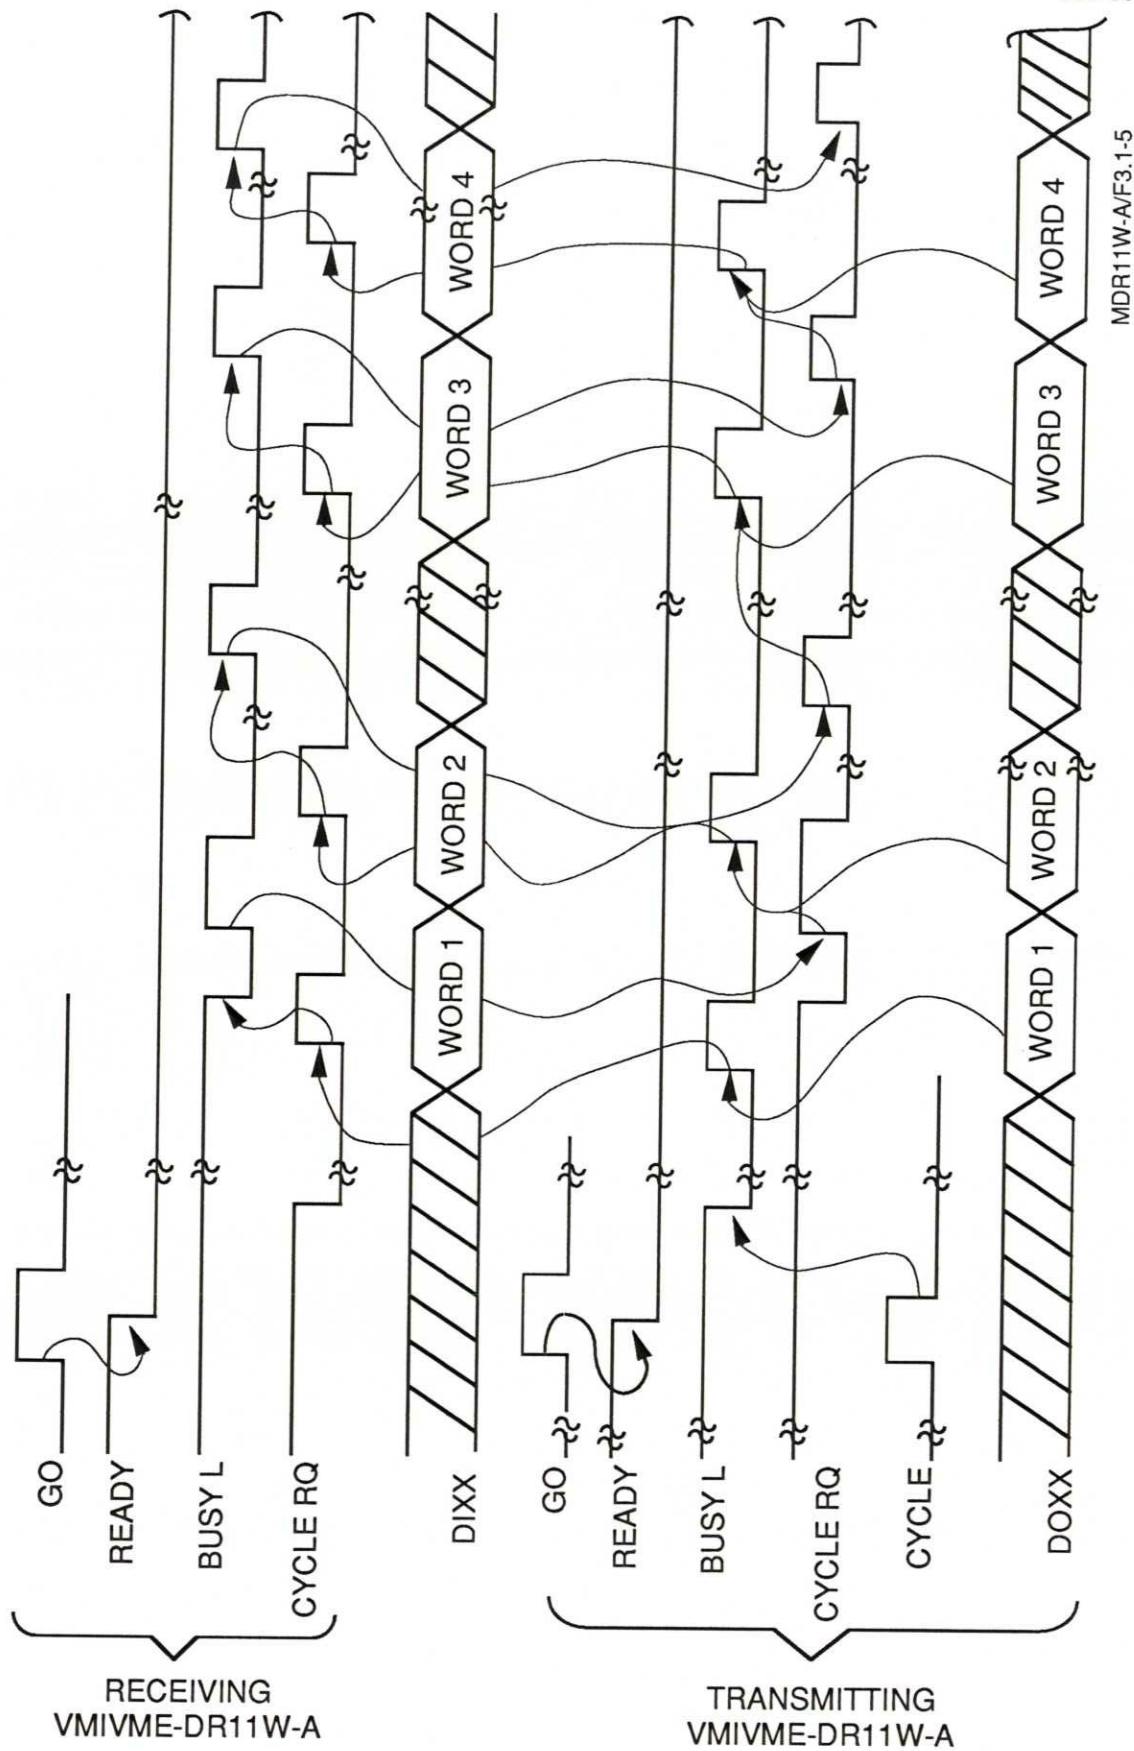 RECEIVING
VMIVME-DR11W-A
GO
READY
BUSY L
CYCLE RQ
DIXX
WORD 1
WORD 2
WORD 3
WORD 4
TRANSMITTING
VMIVME-DR11W-A
GO
READY
BUSY L
CYCLE RQ
CYCLE
DOXX
WORD 1
WORD 2
WORD 3
WORD 4
MDR11W-A/F3.1-5